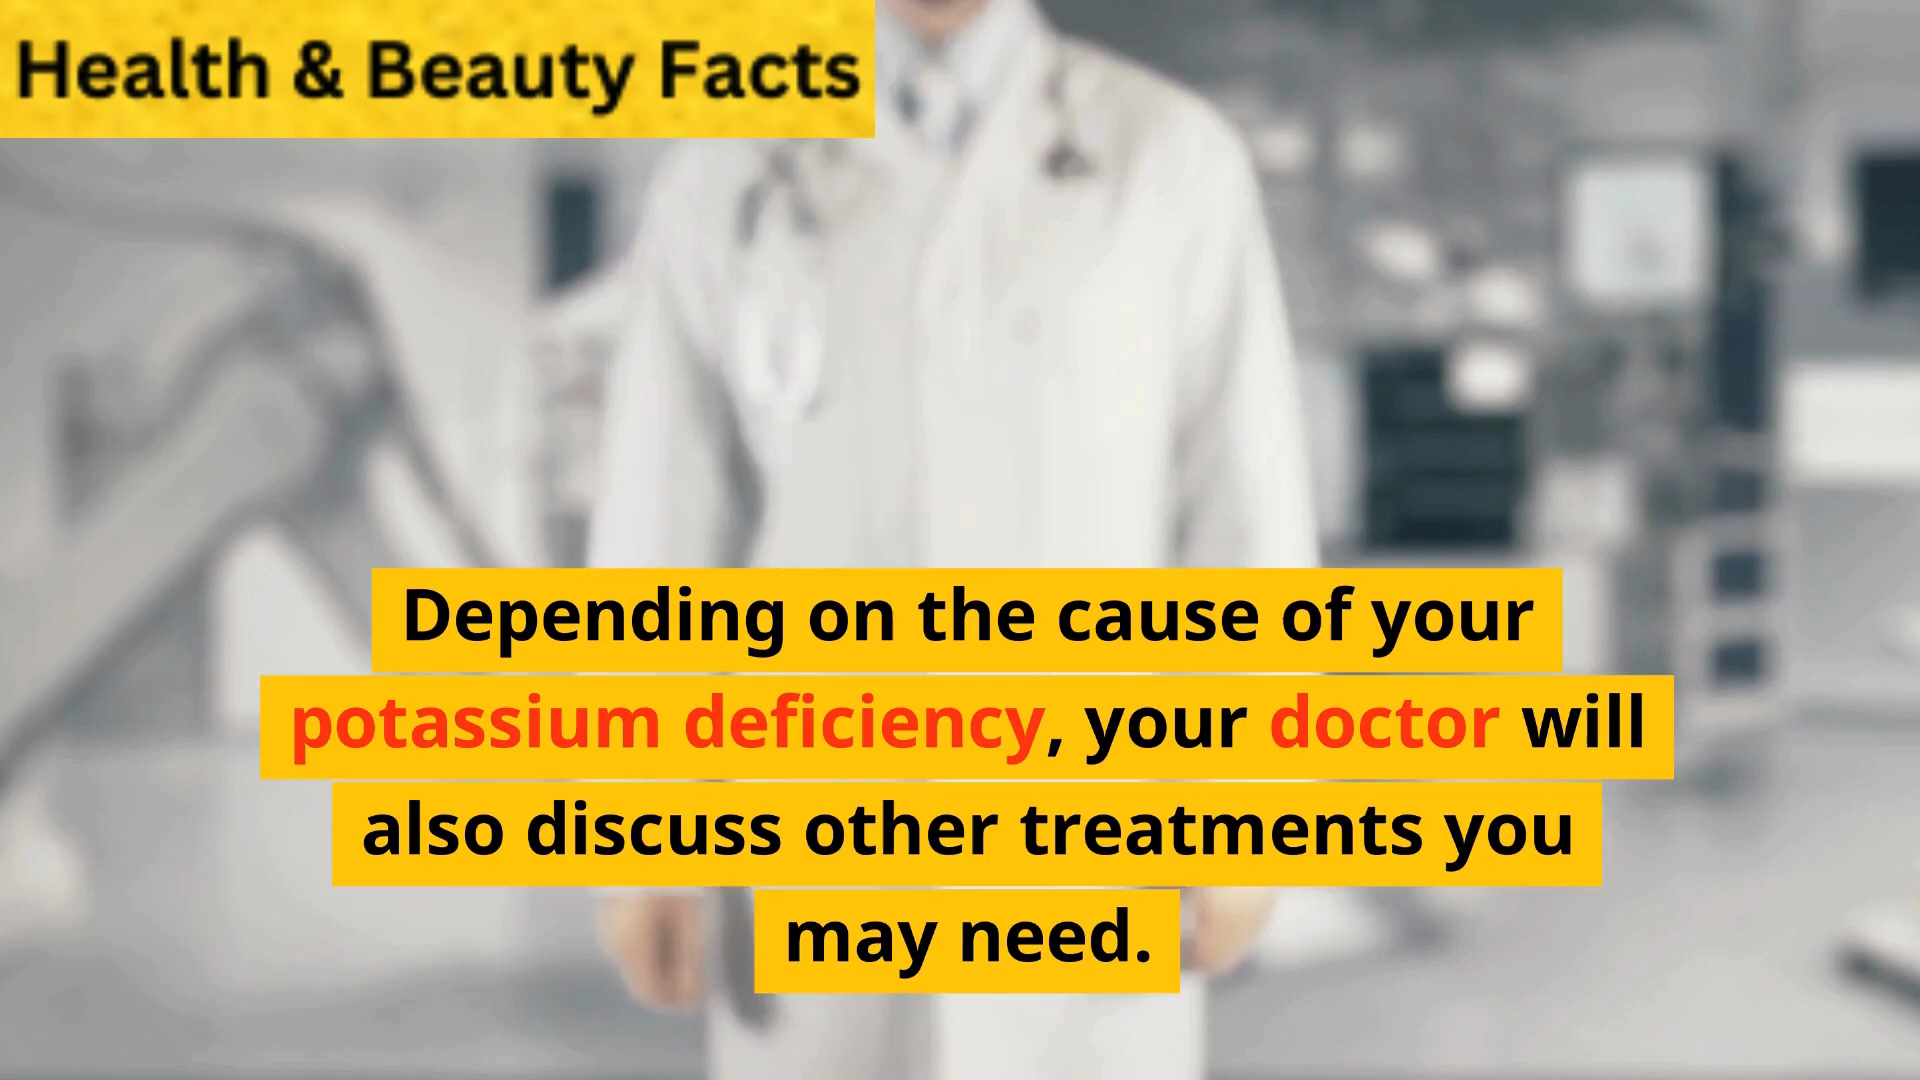 Health & Beauty Facts
Depending on the cause of your
potassium deficiency, your doctor will
also discuss other treatments you
may need.